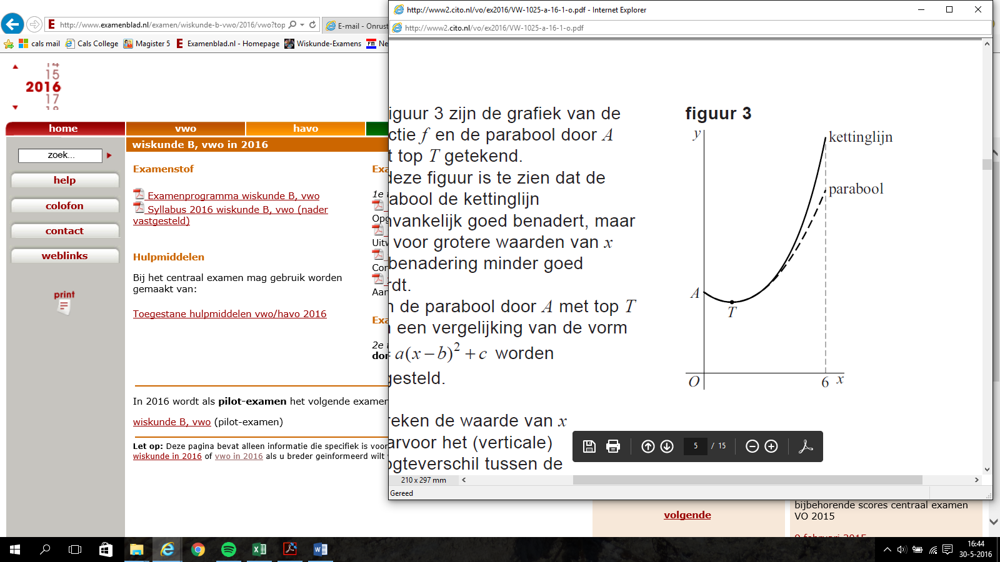 http://www2.cito.nl/vo/ex2016/VW-1025-a-16-1-o.pdf - Internet Explorer
http://www2.cito.nl/vo/ex2016/VW-1025-a-16-1-o.pdf
http://www.examenblad.nl/examen/wiskunde-b-vwo/2016/vwo?top
E-mail - Onrust
cals mail
Cals College
Magister 5
Examenblad.nl - Homepage
Wiskunde-Examens
Ne
14
15
2016
17
18
home
vwo
havo
zoek...
help
colofon
contact
weblinks
print
wiskunde B, vwo in 2016
Examenstof
Examenprogramma wiskunde B, vwo
Syllabus 2016 wiskunde B, vwo (nader
vastgesteld)
Hulpmiddelen
Bij het centraal examen mag gebruik worden
gemaakt van:
Toegestane hulpmiddelen vwo/havo 2016
Exa
1e t
Opg
Uitw
Cor
Aan
Exa
2e t
dor
In 2016 wordt als pilot-examen het volgende examen
wiskunde B, vwo (pilot-examen)
Let op: Deze pagina bevat alleen informatie die specifiek is voor
wiskunde in 2016 of vwo in 2016 als u breder geïnformeerd wilt
iguur 3 zijn de grafiek van de
ctie f en de parabool door A
t top T getekend.
deze figuur is te zien dat de
abool de kettinglijn
nvankelijk goed benadert, maar
voor grotere waarden van x
benadering minder goed
rdt.
n de parabool door A met top T
n een vergelijking van de vorm
= a(x − b)² + c worden
gesteld.
reken de waarde van x
arvoor het (verticale)
ogteverschil tussen de
figuur 3
y
kettinglijn
parabool
A
T
O
6
x
5 / 15
210 x 297 mm
Gereed
volgende
bijbehorende scores centraal examen
VO 2015
9 februari 2015
16:44
30-5-2016